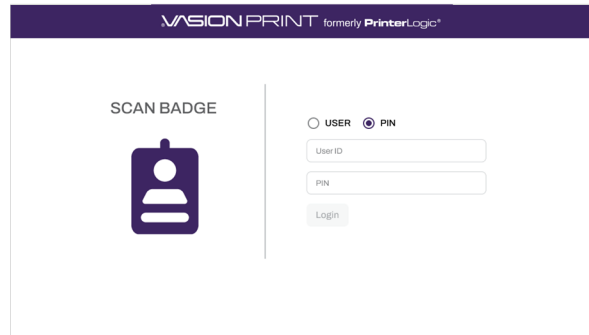 VASION PRINT formerly PrinterLogic®
SCAN BADGE
USER PIN
User ID
PIN
Login